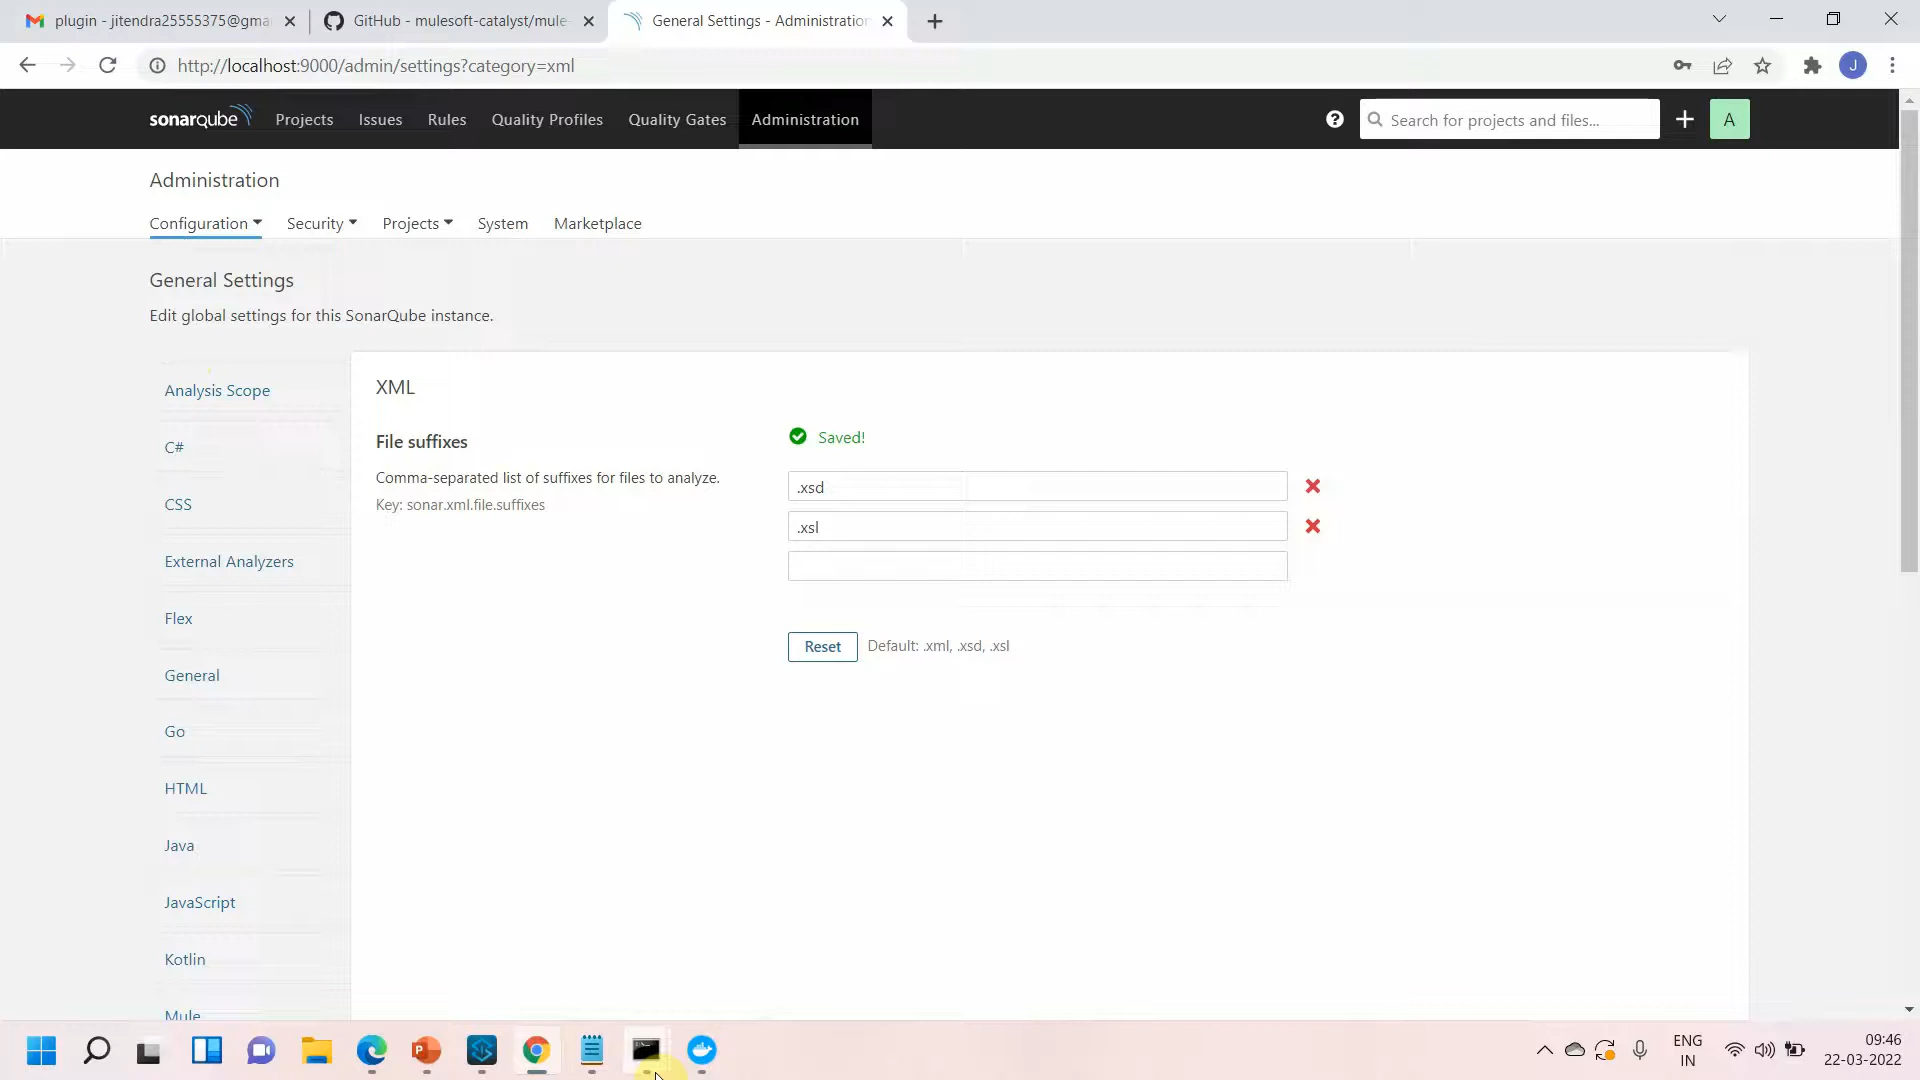 plugin - jitendra25555375@gma
GitHub - mulesoft-catalyst/mule-
General Settings - Administration
http://localhost:9000/admin/settings?category=xml
J
sonarqube
Projects
Issues
Rules
Quality Profiles
Quality Gates
Administration
Search for projects and files...
A
Administration
Configuration
Security
Projects
System
Marketplace
General Settings
Edit global settings for this SonarQube instance.
Analysis Scope
C#
CSS
External Analyzers
Flex
General
Go
HTML
Java
JavaScript
Kotlin
Mule
XML
File suffixes
Comma-separated list of suffixes for files to analyze.
Key: sonar.xml.file.suffixes
Saved!
.xsd
.xsl
Reset
Default: .xml, .xsd, .xsl
ENG
IN
09:46
22-03-2022